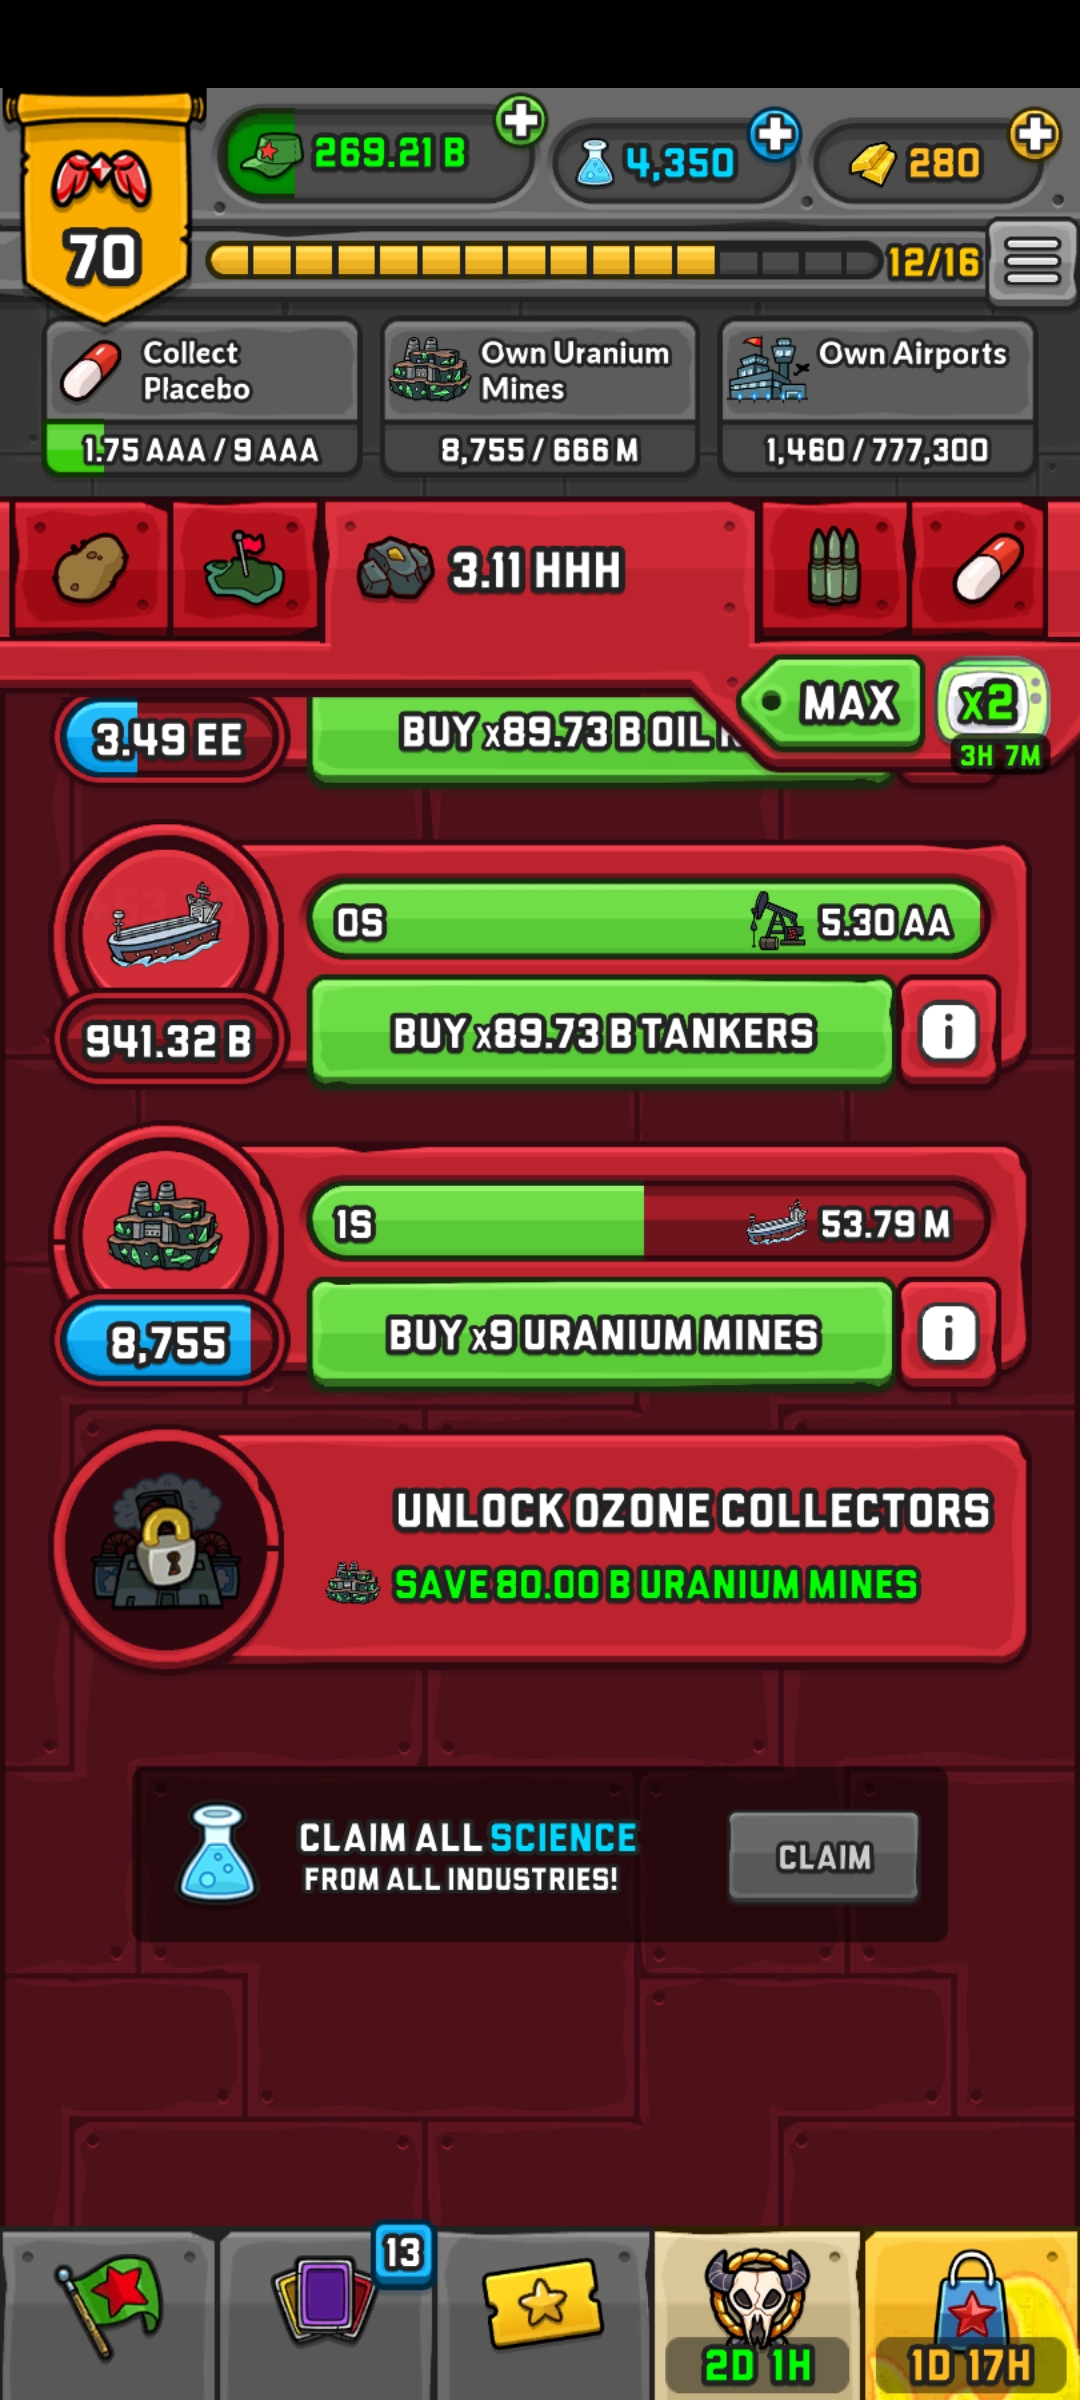 70
269.21 B
4,350
280
12/16
Collect Placebo
1.75 AAA / 9 AAA
Own Uranium Mines
8,755 / 666 M
Own Airports
1,460 / 777,300
3.11 HHH
MAX
x2
3H 7M
3.49 EE
BUY x89.73 B OIL
0S
5.30 AA
941.32 B
BUY x89.73 B TANKERS
i
1S
53.79 M
8,755
BUY x9 URANIUM MINES
i
UNLOCK OZONE COLLECTORS
SAVE 80.00 B URANIUM MINES
CLAIM ALL SCIENCE
FROM ALL INDUSTRIES!
CLAIM
13
2D 1H
1D 17H